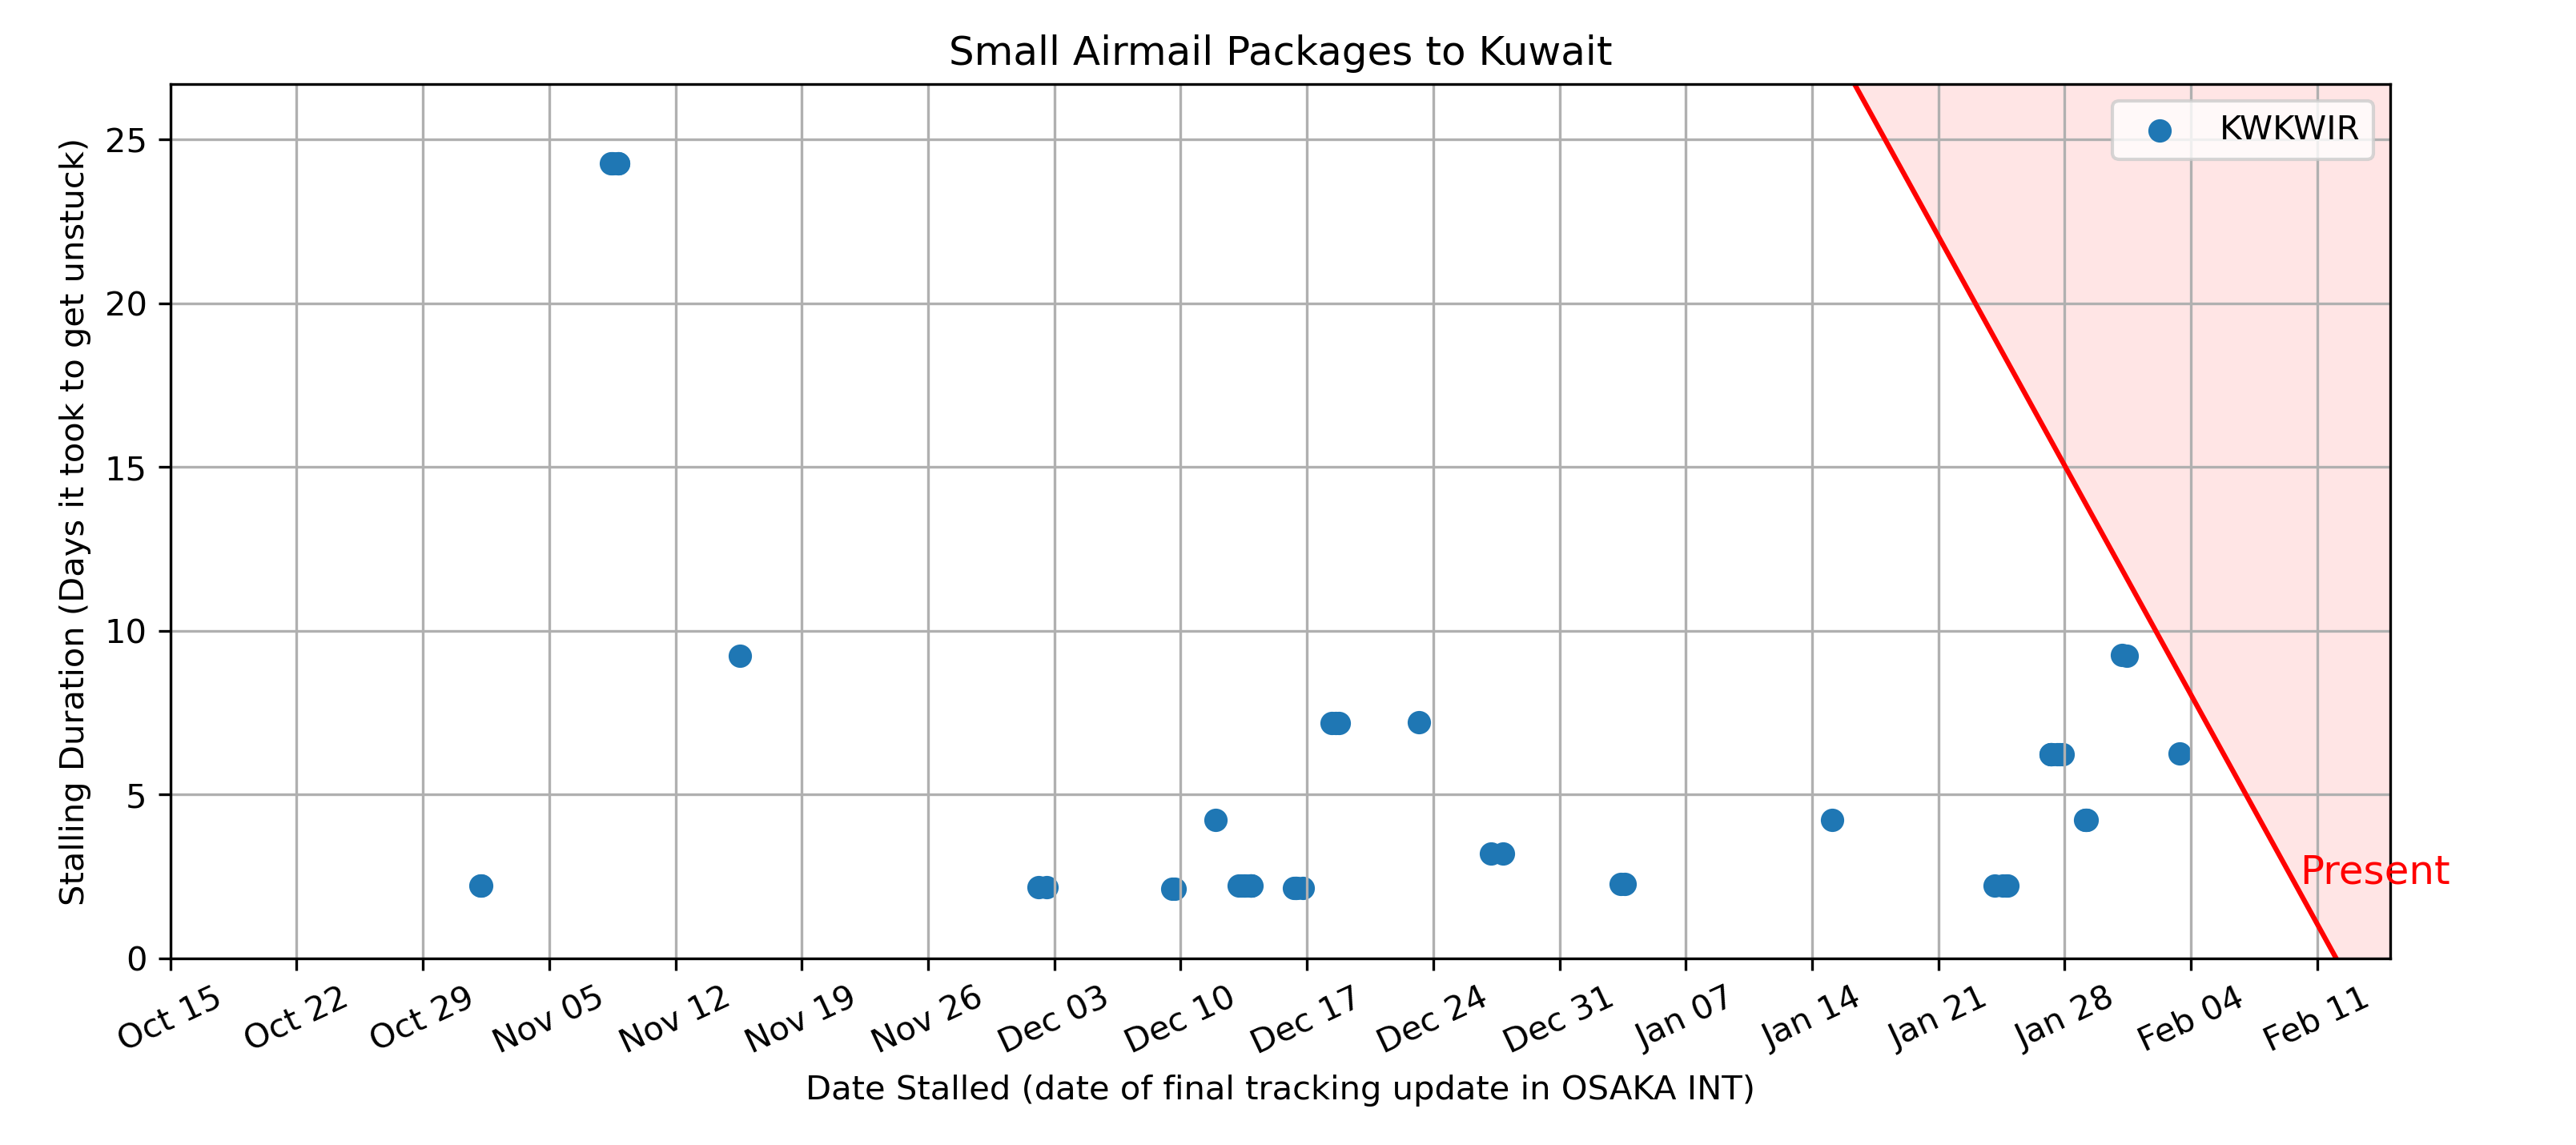 Small Airmail Packages to Kuwait
KWKWIR
Stalling Duration (Days it took to get unstuck)
25
20
15
10
5
0
Present
Oct 15 Oct 22 Oct 29 Nov 05 Nov 12 Nov 19 Nov 26 Dec 03 Dec 10 Dec 17 Dec 24 Dec 31 Jan 07 Jan 14 Jan 21 Jan 28 Feb 04 Feb 11
Date Stalled (date of final tracking update in OSAKA INT)